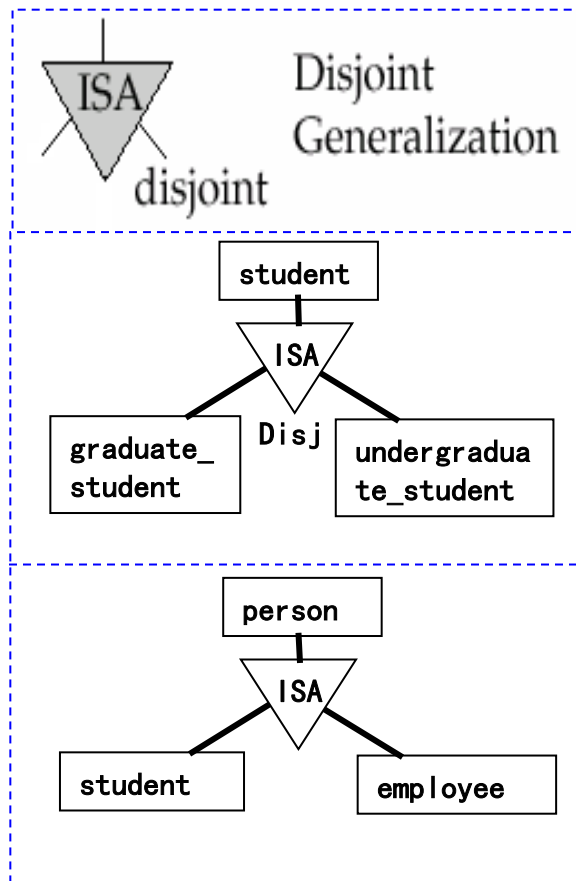 ISA
Disjoint
Generalization
disjoint
student
ISA
Disj
graduate_
student
undergradua
te_student
person
ISA
student
employee